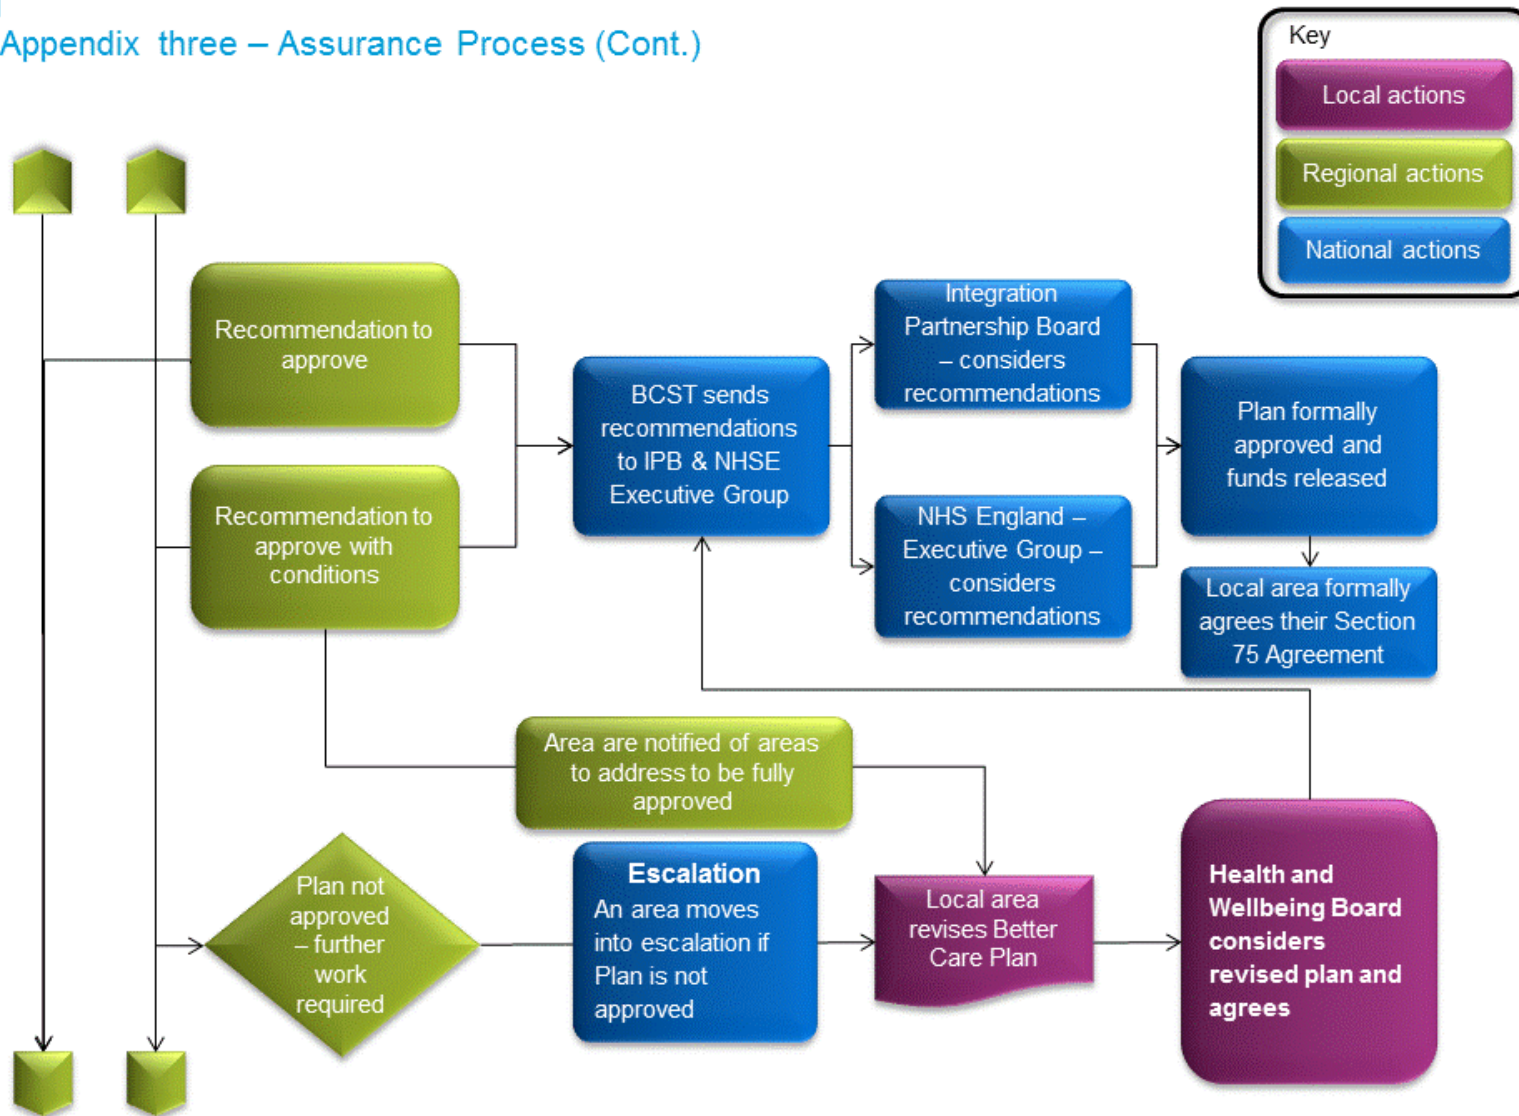 Appendix three – Assurance Process (Cont.)
Key
Local actions
Regional actions
National actions
Recommendation to
approve
Recommendation to
approve with
conditions
BCST sends
recommendations
to IPB & NHSE
Executive Group
Integration
Partnership Board
– considers
recommendations
NHS England –
Executive Group –
considers
recommendations
Plan formally
approved and
funds released
Local area formally
agrees their Section
75 Agreement
Area are notified of areas
to address to be fully
approved
Plan not
approved
– further
work
required
Escalation
An area moves
into escalation if
Plan is not
approved
Local area
revises Better
Care Plan
Health and
Wellbeing Board
considers
revised plan and
agrees